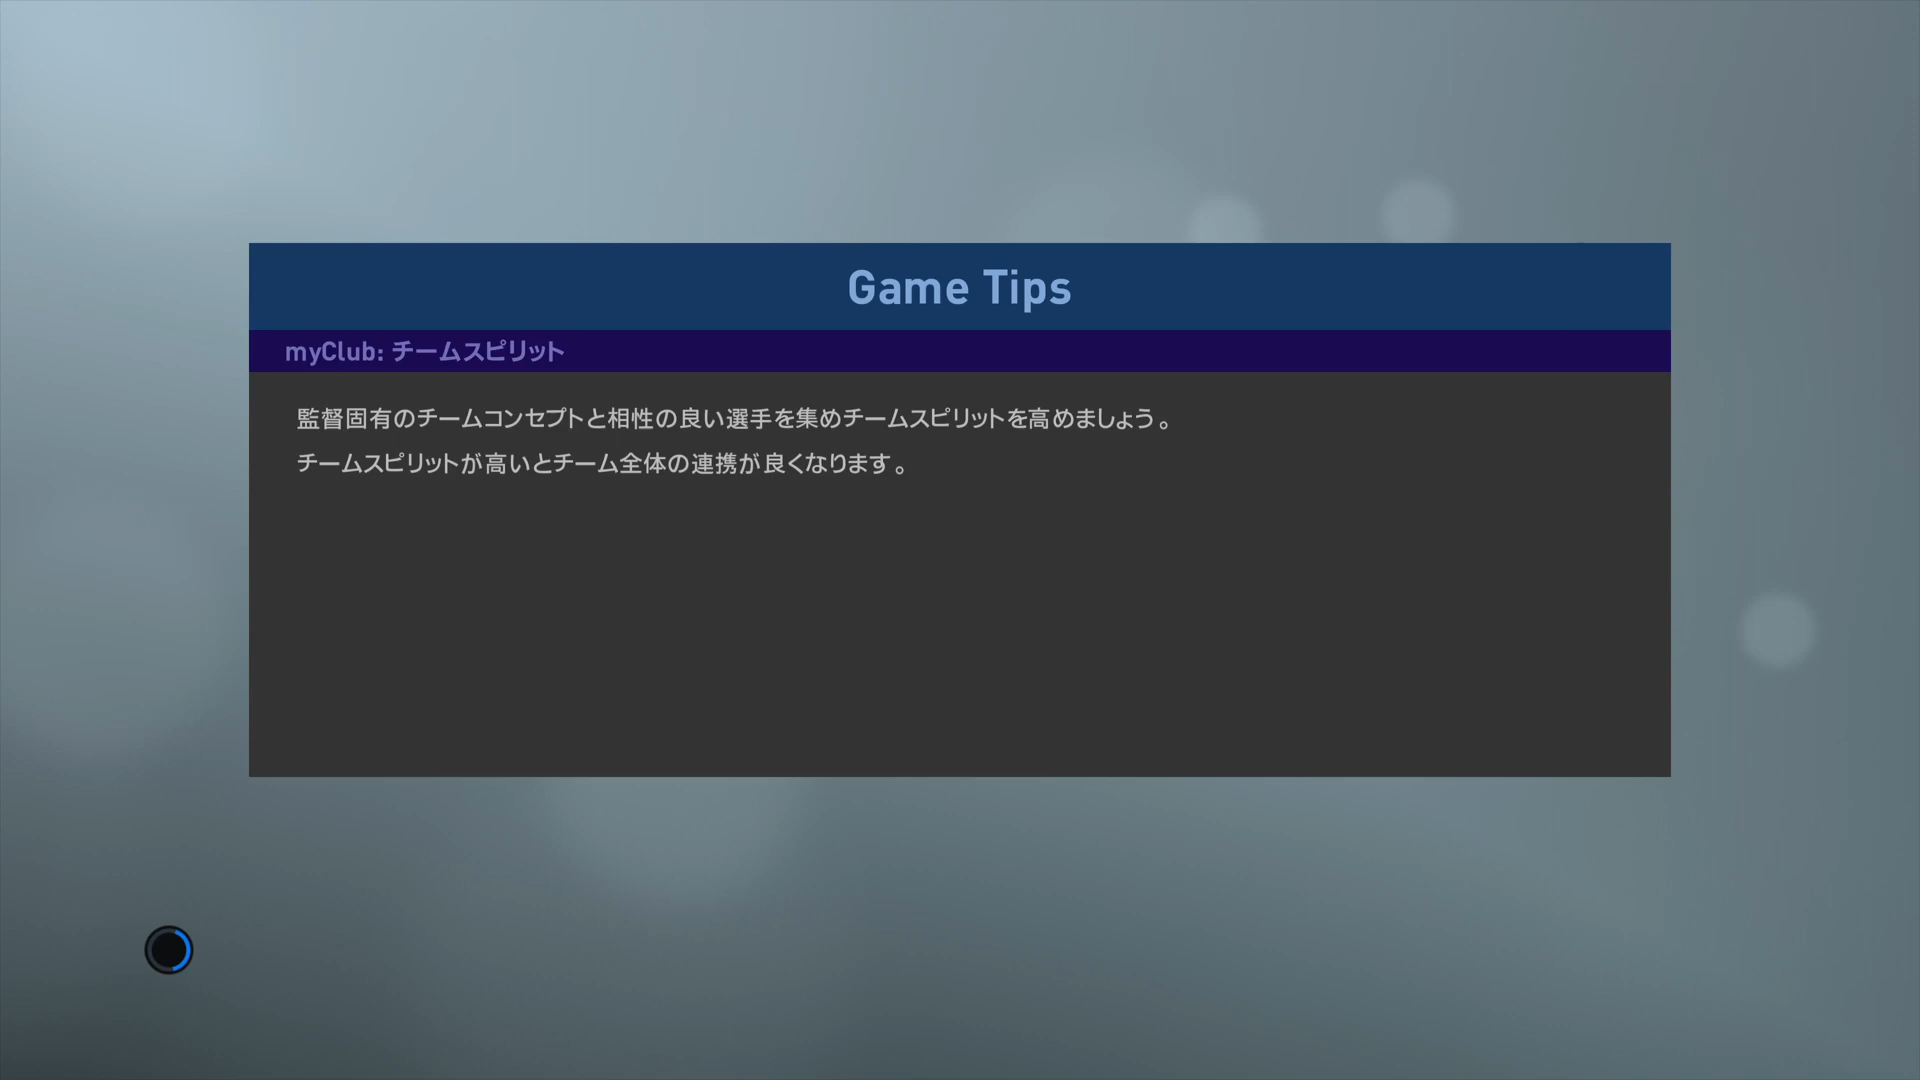 Game Tips
myClub: チームスピリット
監督固有のチームコンセプトと相性の良い選手を集めチームスピリットを高めましょう。
チームスピリットが高いとチーム全体の連携が良くなります。